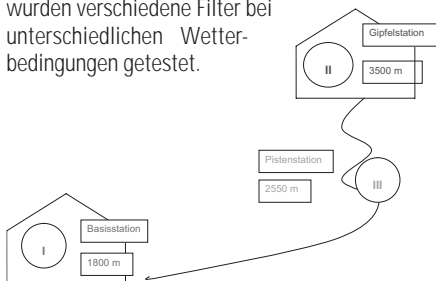 wurden verschiedene Filter bei
unterschiedlichen Wetter-
bedingungen getestet.
Gipfelstation
II
3500 m
Pistenstation
III
2550 m
Basisstation
I
1800 m